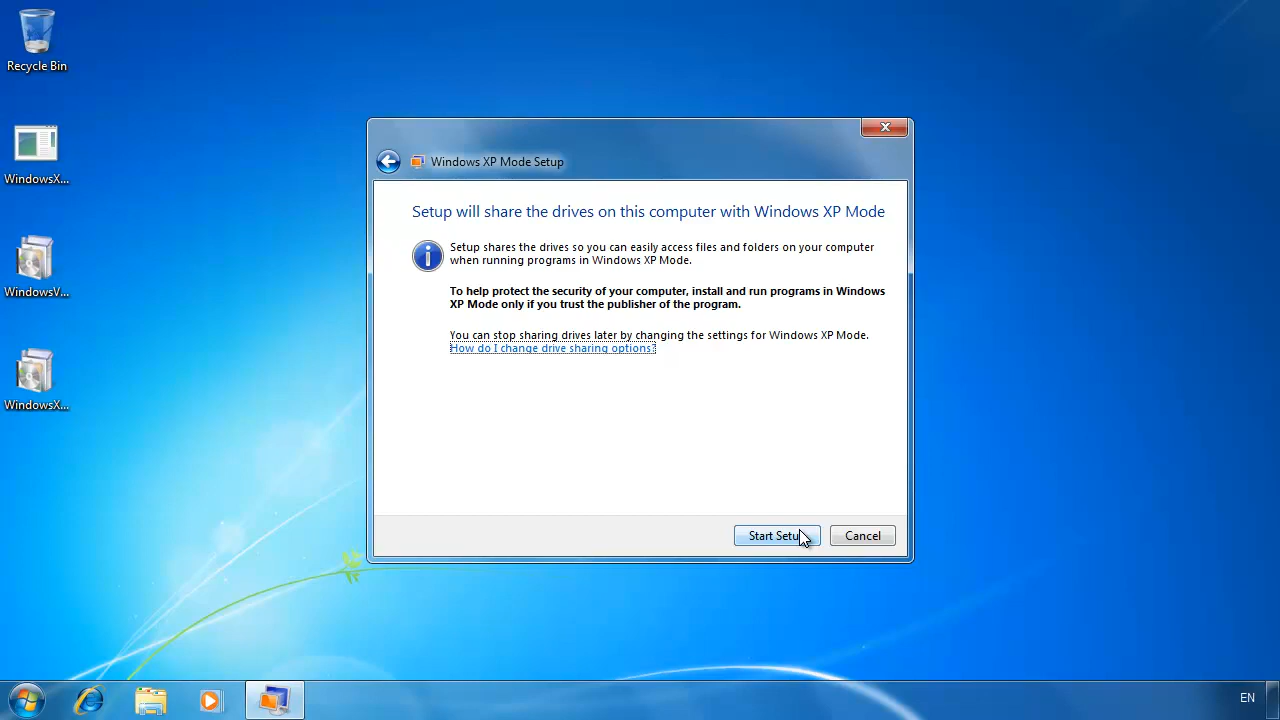 Recycle Bin
WindowsX...
WindowsV...
WindowsX...
Windows XP Mode Setup
Setup will share the drives on this computer with Windows XP Mode
Setup shares the drives so you can easily access files and folders on your computer
when running programs in Windows XP Mode.
To help protect the security of your computer, install and run programs in Windows
XP Mode only if you trust the publisher of the program.
You can stop sharing drives later by changing the settings for Windows XP Mode.
How do I change drive sharing options?
Start Setup
Cancel
EN